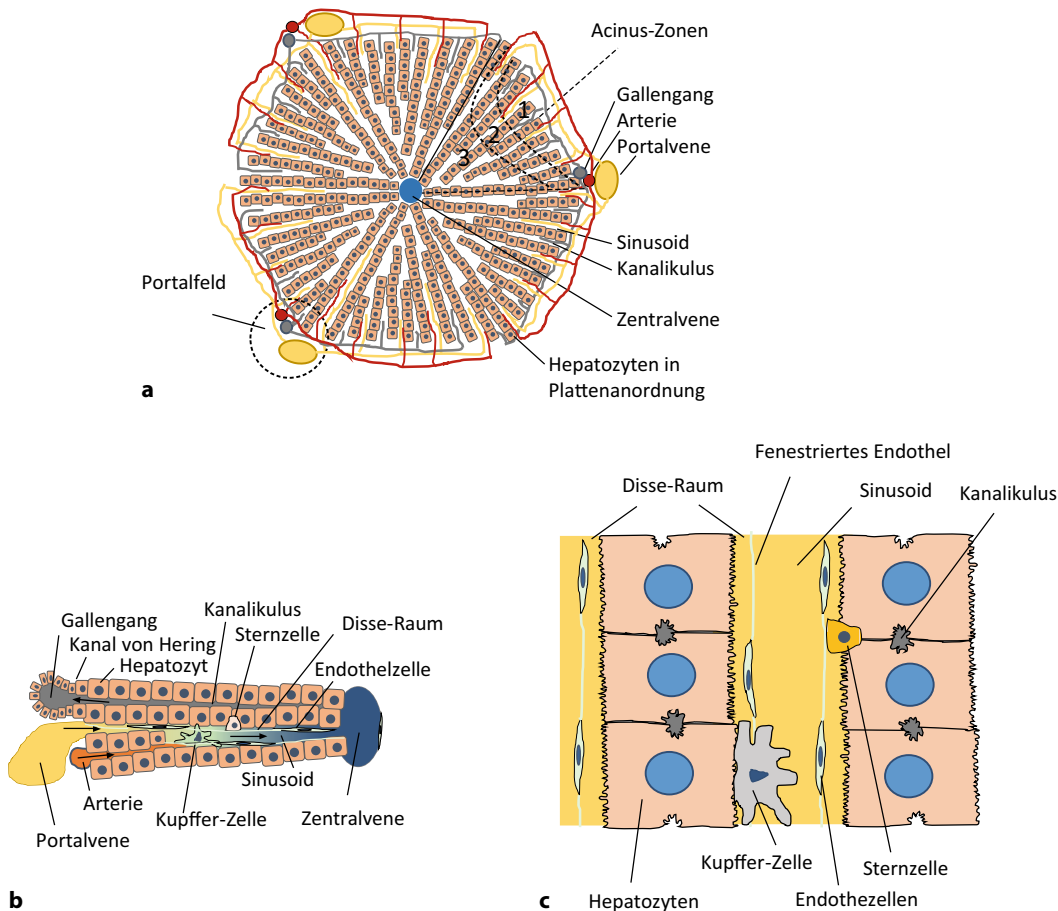 Acinus-Zonen
Gallengang
Arterie
Portalvene
1
2
3
Sinusoid
Kanalikulus
Portalfeld
Zentralvene
Hepatozyten in
Plattenanordnung
a
Gallengang
Kanalikulus
Kanal von Hering
Sternzelle
Disse-Raum
Hepatozyt
Endothelzelle
Sinusoid
Arterie
Kupffer-Zelle
Zentralvene
Portalvene
b
Fenestriertes Endothel
Disse-Raum
Sinusoid
Kanalikulus
Kupffer-Zelle
Sternzelle
Hepatozyten
Endothezellen
c